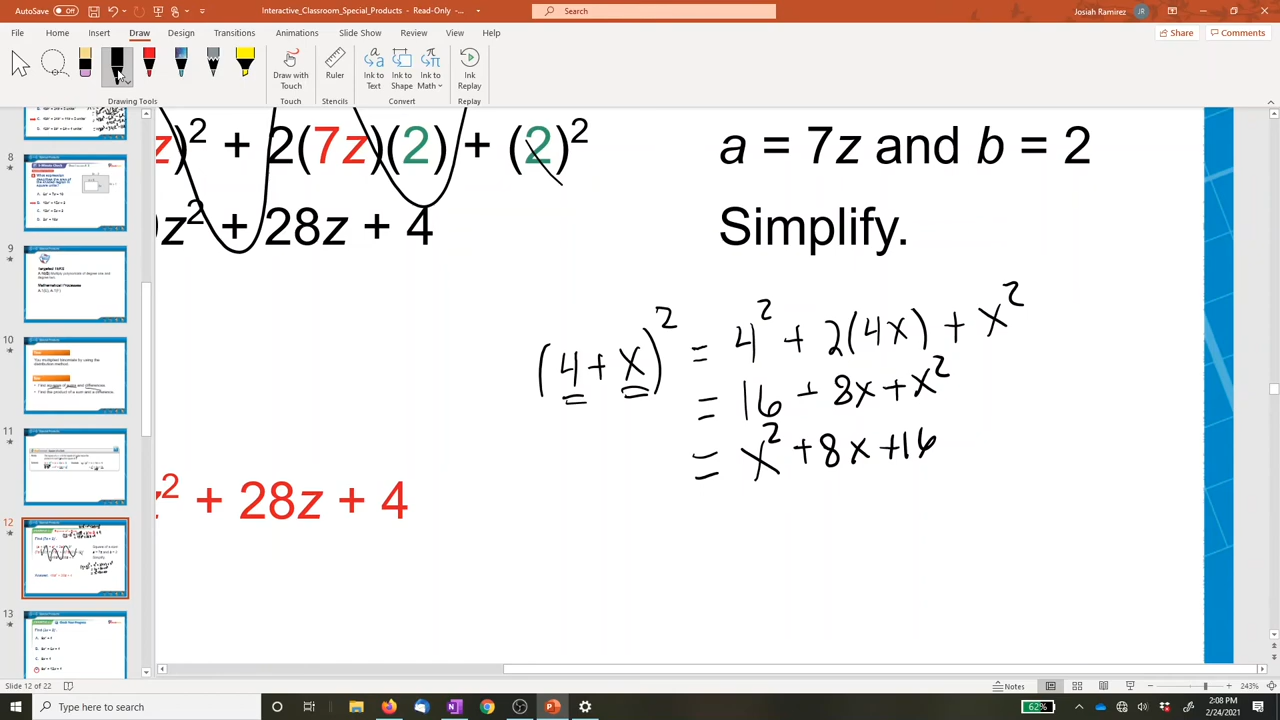 AutoSave Off
Interactive_Classroom_Special_Products - Read-Only -...
Search
Josiah Ramirez
File Home Insert Draw Design Transitions Animations Slide Show Review View Help
Share Comments
Draw with Touch
Ruler
Ink to Text
Ink to Shape
Ink to Math
Ink Replay
Drawing Tools Touch Stencils Convert Replay
8
9
10
11
12
13
z)² + 2(7z)(2) + (2)²
a = 7z and b = 2
z² + 28z + 4
Simplify.
(4 + x)² = 4² + 2(4x) + x²
= 16 + 8x + x²
= x² + 8x + 16
z² + 28z + 4
Slide 12 of 22
Notes
243%
Type here to search
62%
2:08 PM
2/24/2021